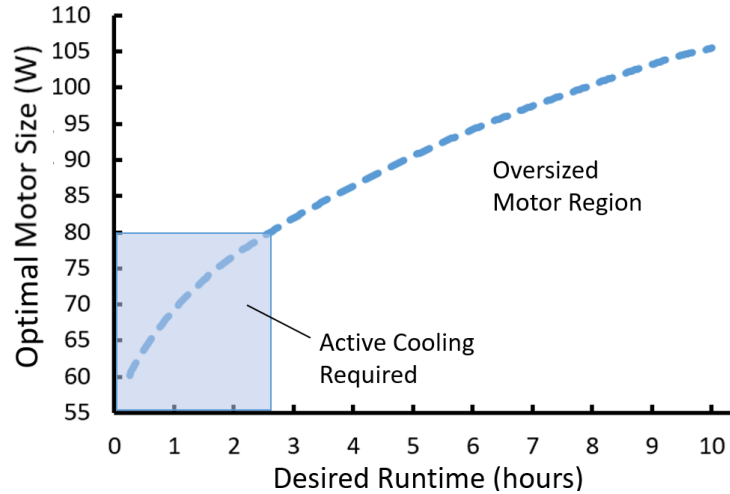 Optimal Motor Size (W)
110
105
100
95
90
85
80
75
70
65
60
55
Oversized
Motor Region
Active Cooling
Required
0 1 2 3 4 5 6 7 8 9 10
Desired Runtime (hours)